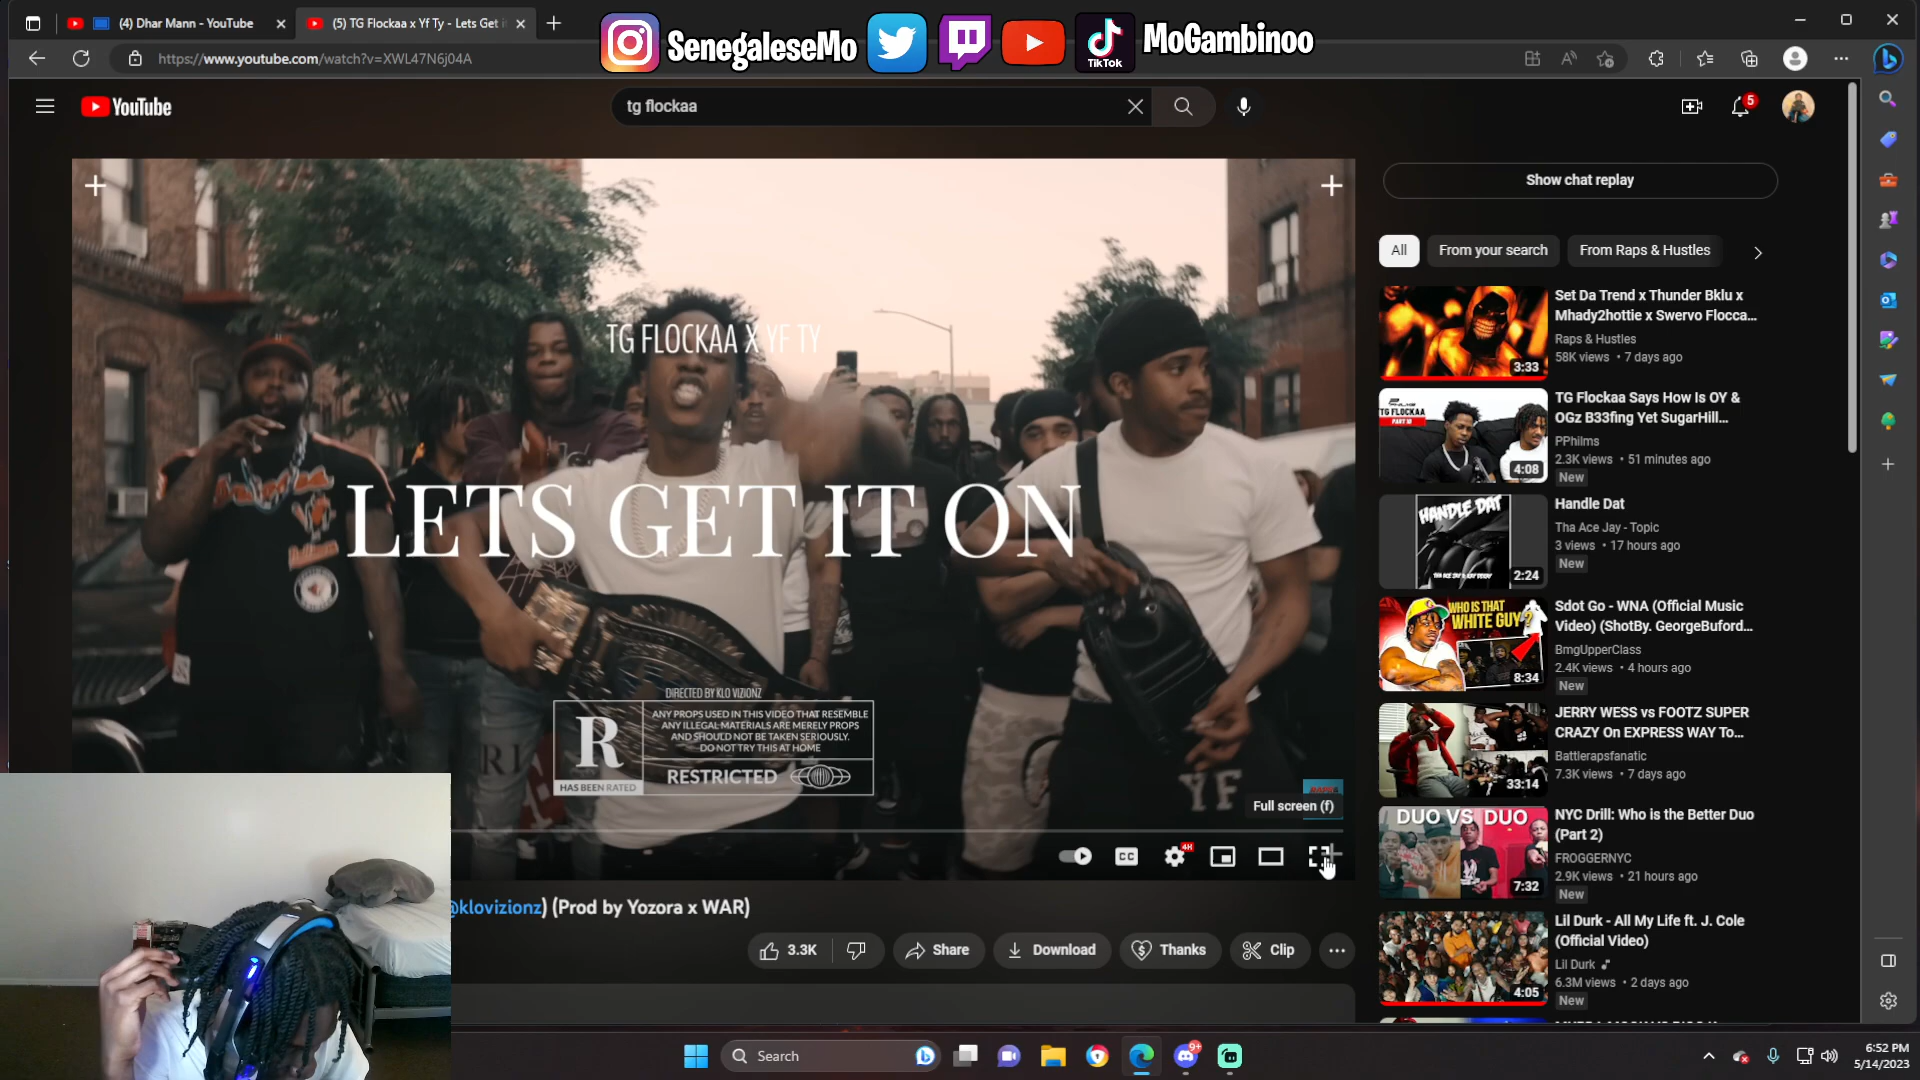 (4) Dhar Mann - YouTube
(5) TG Flockaa x Yf Ty - Lets Get i
SenegaleseMo
TikTok
MoGambinoo
https://www.youtube.com/watch?v=XWL47N6j04A
YouTube
tg flockaa
5
Show chat replay
All
From your search
From Raps & Hustles
TG FLOCKAA X YF TY
LETS GET IT ON
DIRECTED BY KLO VIZIONZ
R
HAS BEEN RATED
ANY PROPS USED IN THIS VIDEO THAT RESEMBLE
ANY ILLEGAL MATERIALS ARE MERELY PROPS
AND SHOULD NOT BE TAKEN SERIOUSLY.
DO NOT TRY THIS AT HOME
RESTRICTED
YF
Full screen (f)
CC
4K
@klovizionz) (Prod by Yozora x WAR)
3.3K
Share
Download
Thanks
Clip
3:33
Set Da Trend x Thunder Bklu x
Mhady2hottie x Swervo Flocca...
Raps & Hustles
58K views • 7 days ago
TG FLOCKAA
PART 10
4:08
TG Flockaa Says How Is OY &
OGz B33fing Yet SugarHill...
PPhilms
2.3K views • 51 minutes ago
New
HANDLE DAT
2:24
Handle Dat
Tha Ace Jay - Topic
3 views • 17 hours ago
New
WHO IS THAT
WHITE GUY?
8:34
Sdot Go - WNA (Official Music
Video) (ShotBy. GeorgeBuford...
BmgUpperClass
2.4K views • 4 hours ago
New
33:14
JERRY WESS vs FOOTZ SUPER
CRAZY On EXPRESS WAY To...
Battlerapsfanatic
7.3K views • 7 days ago
DUO VS DUO
7:32
NYC Drill: Who is the Better Duo
(Part 2)
FROGGERNYC
2.9K views • 21 hours ago
New
4:05
Lil Durk - All My Life ft. J. Cole
(Official Video)
Lil Durk
6.3M views • 2 days ago
New
Search
9+
6:52 PM
5/14/2023